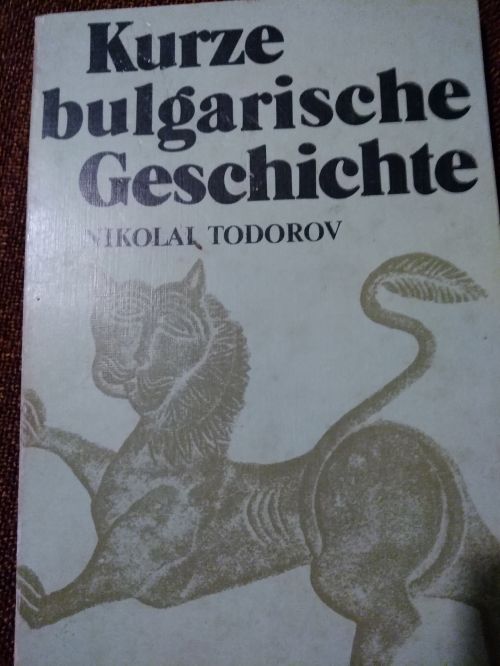 Kurze
bulgarische
Geschichte
NIKOLAI TODOROV